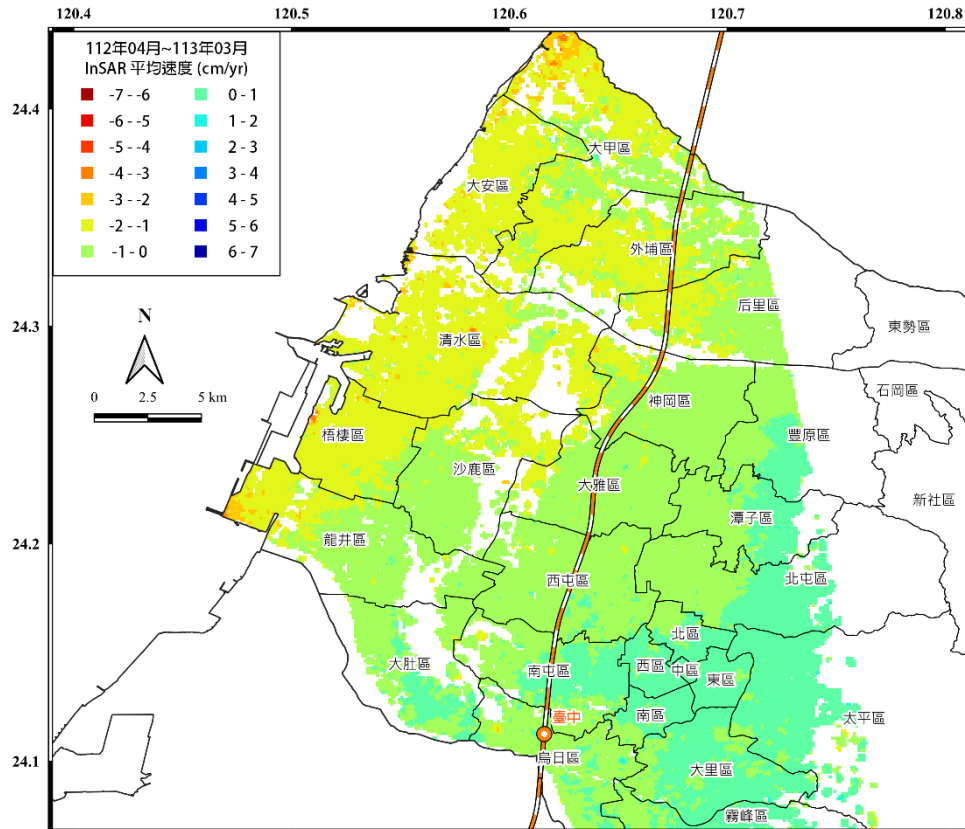 120.4 120.5 120.6 120.7 120.8
112年04月~113年03月
InSAR 平均速度 (cm/yr)
-7 - -6 0 - 1
-6 - -5 1 - 2
-5 - -4 2 - 3
-4 - -3 3 - 4
-3 - -2 4 - 5
-2 - -1 5 - 6
-1 - 0 6 - 7
24.4
大甲區
大安區
外埔區
后里區
24.3
N
東勢區
清水區
石岡區
0 2.5 5 km
神岡區
梧棲區
豐原區
沙鹿區
大雅區
新社區
潭子區
24.2
龍井區
西屯區
北屯區
北區
大肚區
南屯區
西區
中區
東區
臺中
南區
太平區
24.1
烏日區
大里區
霧峰區